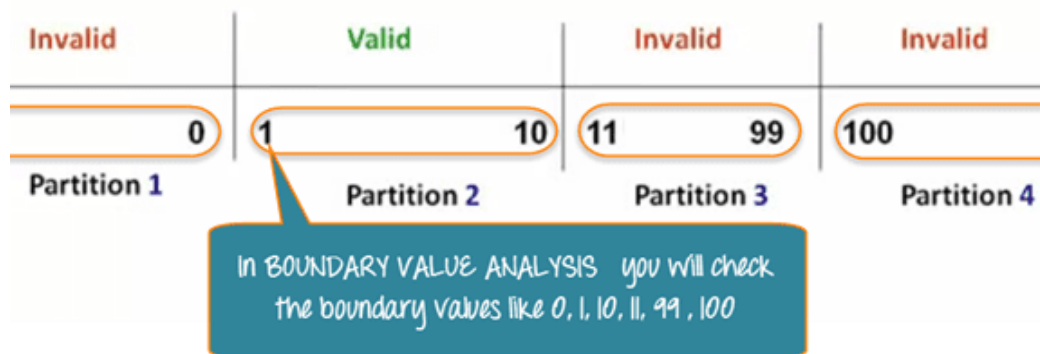 Invalid Valid Invalid Invalid
0 1 10 11 99 100
Partition 1 Partition 2 Partition 3 Partition 4
In BOUNDARY VALUE ANALYSIS you will check
the boundary values like 0, 1, 10, 11, 99 , 100